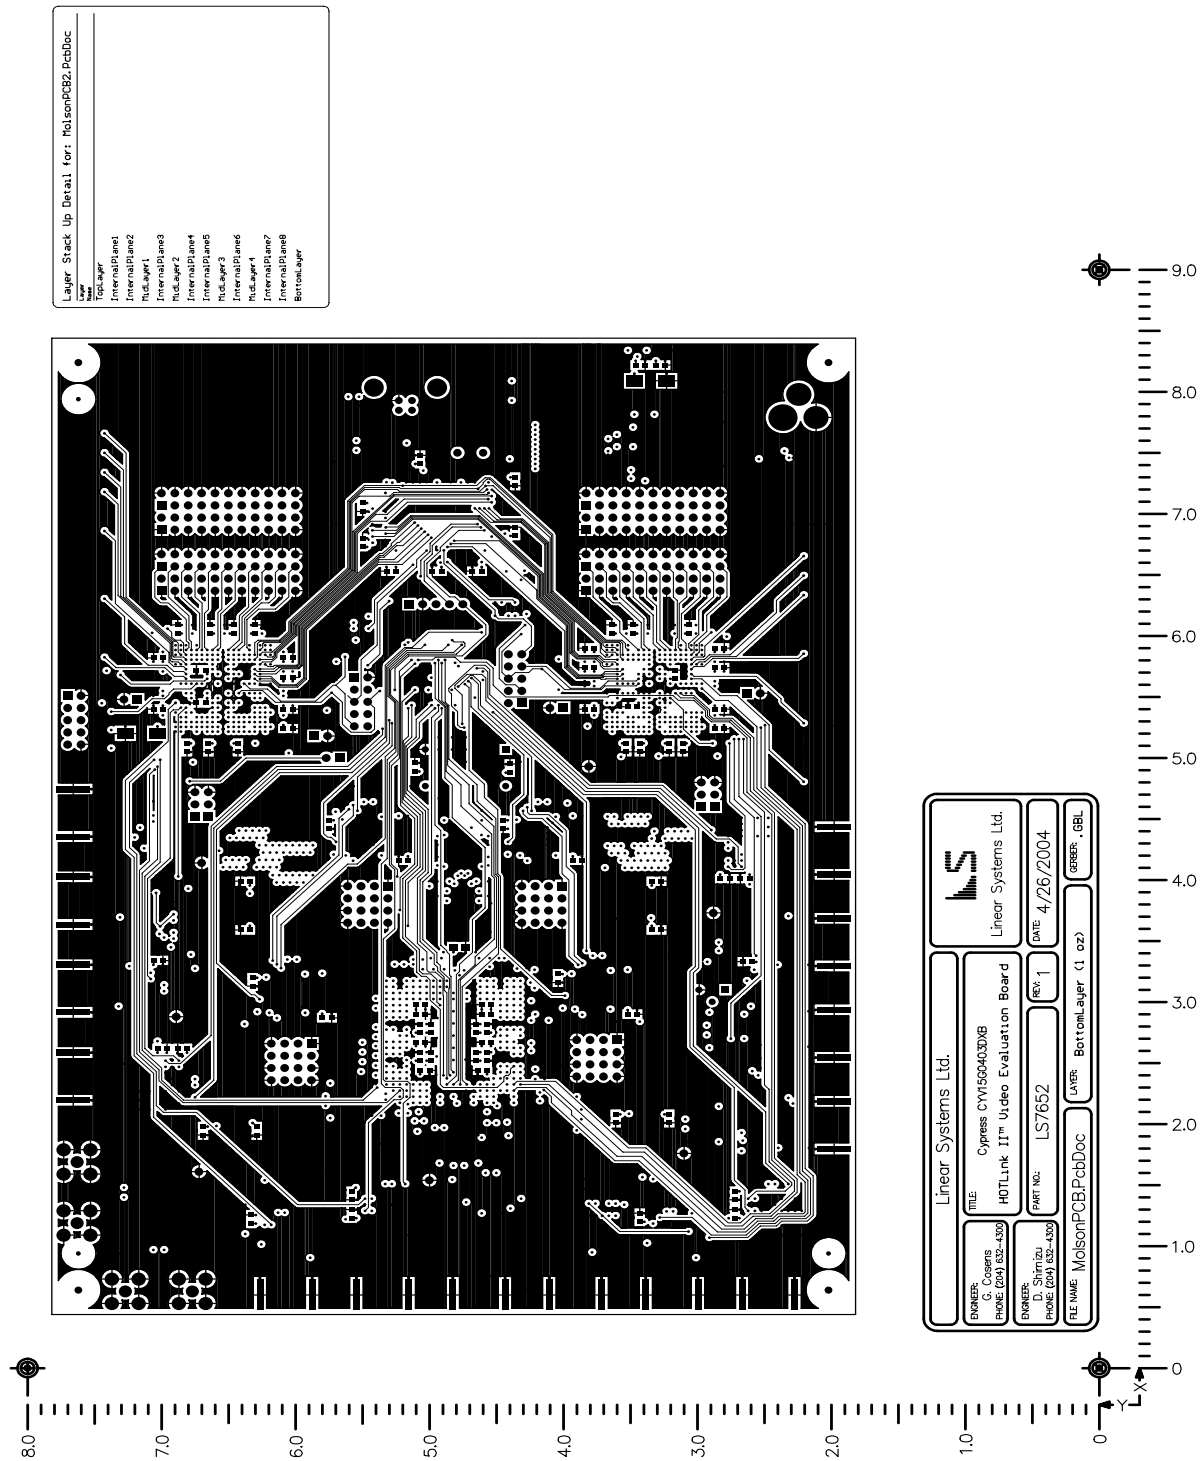 Layer Stack Up Detail for: MolsonPCB2.PcbDoc
Layer
Name
TopLayer
InternalPlane1
InternalPlane2
MidLayer1
InternalPlane3
MidLayer2
InternalPlane4
InternalPlane5
MidLayer3
InternalPlane6
MidLayer4
InternalPlane7
InternalPlane8
BottomLayer
9.0
8.0
7.0
6.0
5.0
4.0
3.0
2.0
1.0
0
X
Y
8.0
7.0
6.0
5.0
4.0
3.0
2.0
1.0
0
Linear Systems Ltd.
LS
Linear Systems Ltd.
ENGINEER:
G. Cosens
PHONE: (204) 632-4300
TITLE:
Cypress CYV15G0403DXB
HOTLink II™ Video Evaluation Board
ENGINEER:
D. Shimizu
PHONE: (204) 632-4300
PART NO.: LS7652
REV.: 1
DATE: 4/26/2004
FILE NAME: MolsonPCB.PcbDoc
LAYER: BottomLayer (1 oz)
GERBER: .GBL